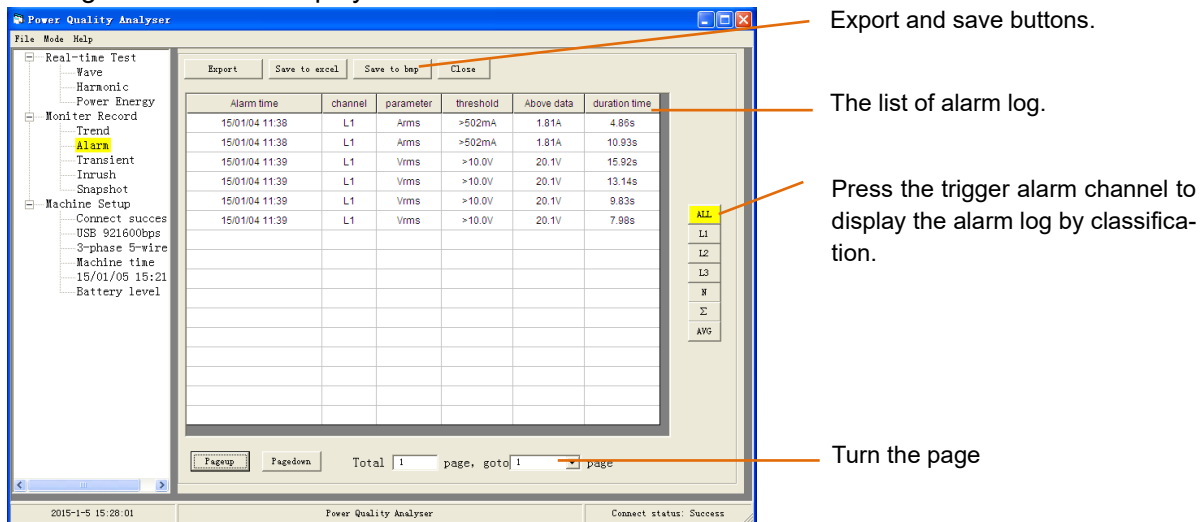 Power Quality Analyser
File Mode Help
Real-time Test
Wave
Harmonic
Power Energy
Moniter Record
Trend
Alarm
Transient
Inrush
Snapshot
Machine Setup
Connect succes
USB 921600bps
3-phase 5-wire
Machine time
15/01/05 15:21
Battery level
Export Save to excel Save to bmp Close
Alarm time channel parameter threshold Above data duration time
15/01/04 11:38 L1 Arms >502mA 1.81A 4.86s
15/01/04 11:38 L1 Arms >502mA 1.81A 10.93s
15/01/04 11:39 L1 Vrms >10.0V 20.1V 15.92s
15/01/04 11:39 L1 Vrms >10.0V 20.1V 13.14s
15/01/04 11:39 L1 Vrms >10.0V 20.1V 9.83s
15/01/04 11:39 L1 Vrms >10.0V 20.1V 7.98s
ALL
L1
L2
L3
N
Σ
AVG
Pageup Pagedown Total 1 page, goto 1 page
2015-1-5 15:28:01 Power Quality Analyser Connect status: Success
Export and save buttons.
The list of alarm log.
Press the trigger alarm channel to
display the alarm log by classifica-
tion.
Turn the page